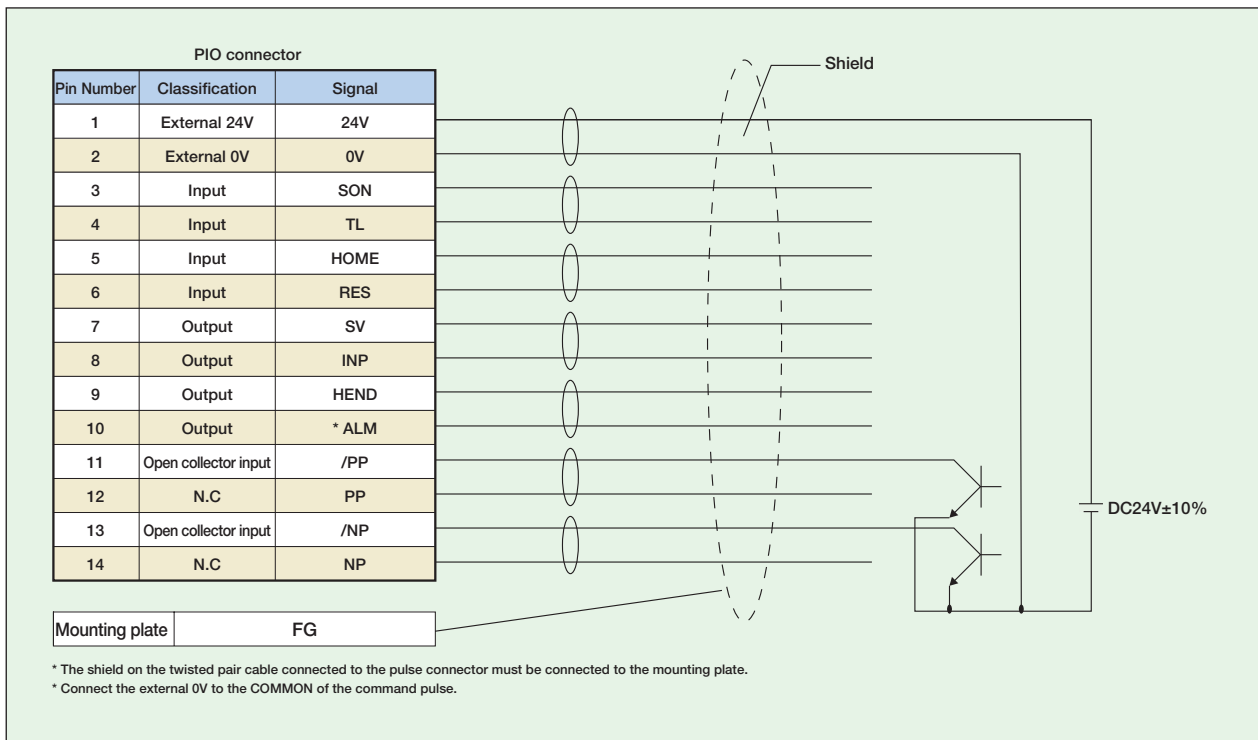 PIO connector
Shield
Pin Number Classification Signal
1 External 24V 24V
2 External 0V 0V
3 Input SON
4 Input TL
5 Input HOME
6 Input RES
7 Output SV
8 Output INP
9 Output HEND
10 Output * ALM
11 Open collector input /PP
12 N.C PP
13 Open collector input /NP
14 N.C NP
DC24V±10%
Mounting plate FG
* The shield on the twisted pair cable connected to the pulse connector must be connected to the mounting plate.
* Connect the external 0V to the COMMON of the command pulse.